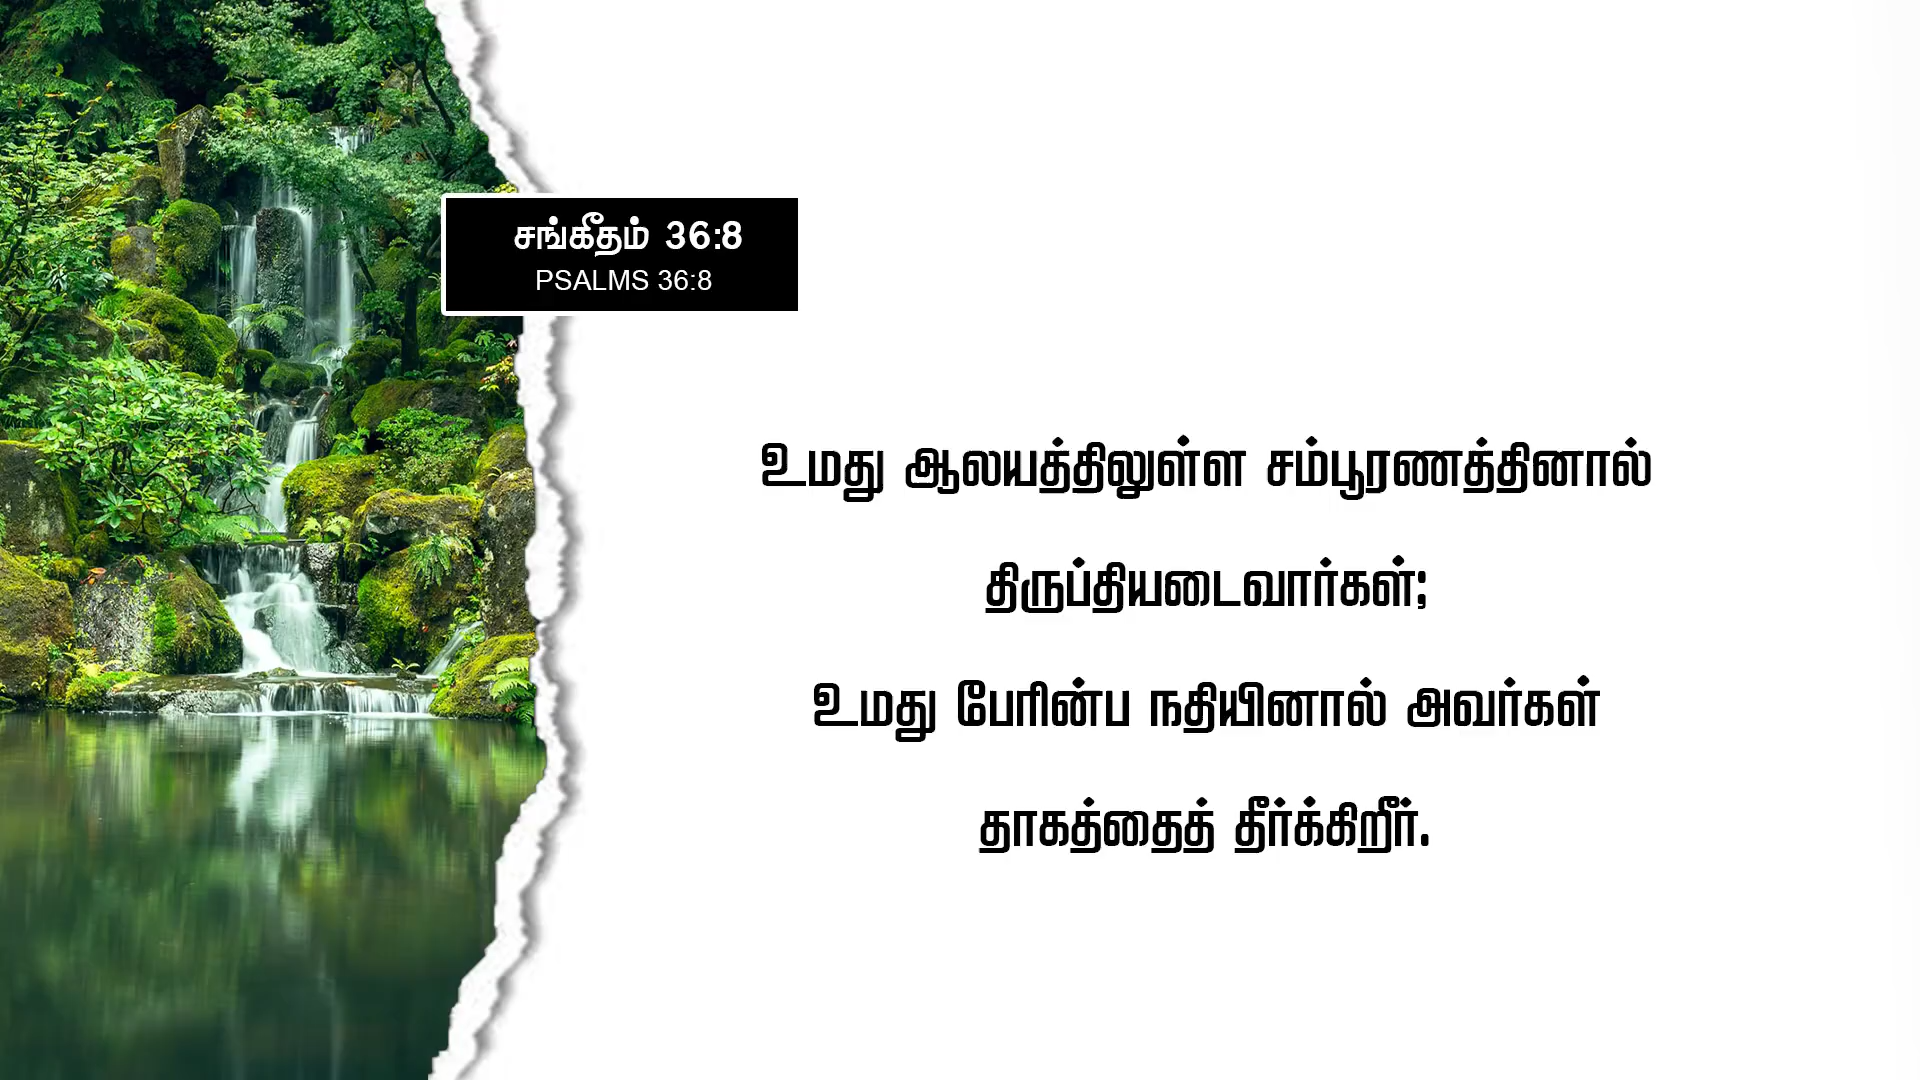 சங்கீதம் 36:8
PSALMS 36:8
உமது ஆலயத்திலுள்ள சம்பூரணத்தினால்
திருப்தியடைவார்கள்;
உமது பேரின்ப நதியினால் அவர்கள்
தாகத்தைத் தீர்க்கிறீர்.